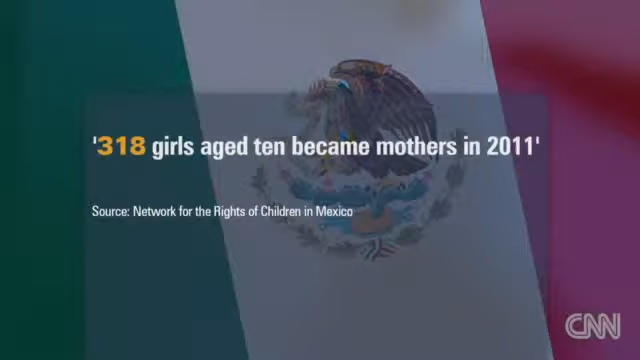 '318 girls aged ten became mothers in 2011'
Source: Network for the Rights of Children in Mexico
CNN